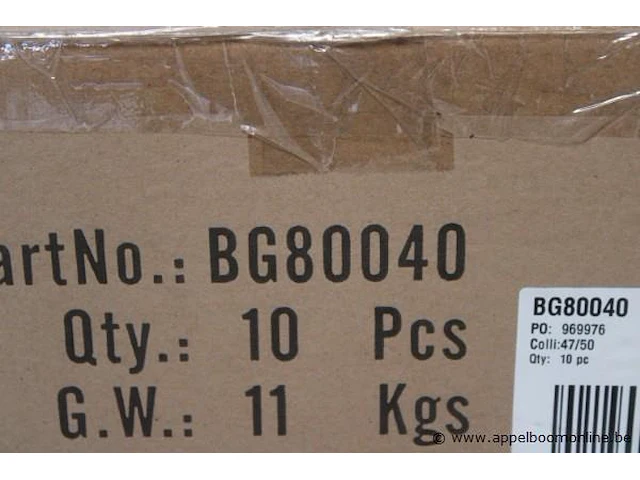 artNo.: BG80040
Qty.: 10 Pcs
G.W.: 11 Kgs
BG80040
PO: 969976
Colli:47/50
Qty: 10 pc
© www.appelboomonline.be